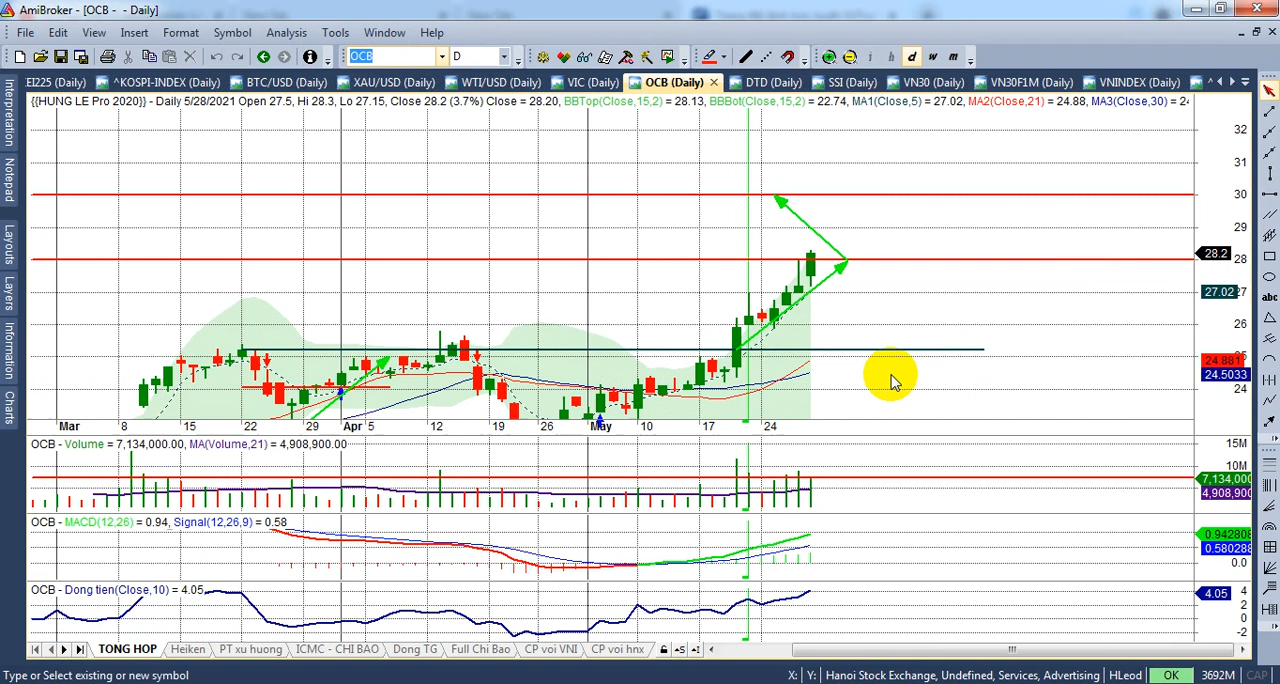 AmiBroker - [OCB - - Daily]
File Edit View Insert Format Symbol Analysis Tools Window Help
OCB D i h d w m
EI225 (Daily) ^KOSPI-INDEX (Daily) BTC/USD (Daily) XAU/USD (Daily) WTI/USD (Daily) VIC (Daily) OCB (Daily) DTD (Daily) SSI (Daily) VN30 (Daily) VN30F1M (Daily) VNINDEX (Daily)
{{HUNG LE Pro 2020}} - Daily 5/28/2021 Open 27.5, Hi 28.3, Lo 27.15, Close 28.2 (3.7%) Close = 28.20, BBTop(Close,15,2) = 28.13, BBBot(Close,15,2) = 22.74, MA1(Close,5) = 27.02, MA2(Close,21) = 24.88, MA3(Close,30) = 24
Interpretation
Notepad
Layouts
Layers
Information
Charts
abc
32
31
30
29
28.2 28
27.02 27
26
25
24.881
24.5033
24
Mar 8 15 22 29 Apr 5 12 19 26 May 10 17 24
OCB - Volume = 7,134,000.00, MA(Volume,21) = 4,908,900.00
15M
10M
7,134,000
4,908,900
OCB - MACD(12,26) = 0.94, Signal(12,26,9) = 0.58
0.942808
0.580288
0.0
OCB - Dong tien(Close,10) = 4.05
4.05 4
2
0
-2
TONG HOP Heiken PT xu huong ICMC - CHI BAO Dong TG Full Chi Bao CP voi VNI CP voi hnx
Type or Select existing or new symbol X: Y: Hanoi Stock Exchange, Undefined, Services, Advertising HLeod OK 3692M CAP